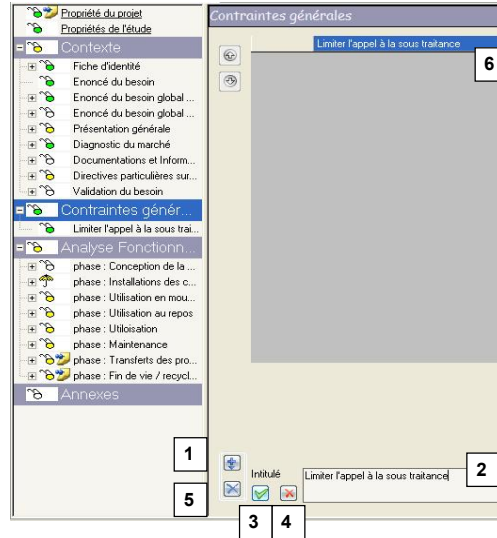 Propriété du projet
Propriétés de l'étude
Contexte
Fiche d'identité
Enoncé du besoin
Enoncé du besoin global ...
Enoncé du besoin global ...
Présentation générale
Diagnostic du marché
Documentations et Inform...
Directives particulières sur...
Validation du besoin
Contraintes génér...
Limiter l'appel à la sous trai...
Analyse Fonctionn...
phase : Conception de la ...
phase : Installations des c...
phase : Utilisation en mou...
phase : Utilisation au repos
phase : Utiloisation
phase : Maintenance
phase : Transferts des pro...
phase : Fin de vie / recycl...
Annexes
Contraintes générales
Limiter l'appel à la sous traitance
6
1
5
Intitulé
Limiter l'appel à la sous traitance
2
3
4